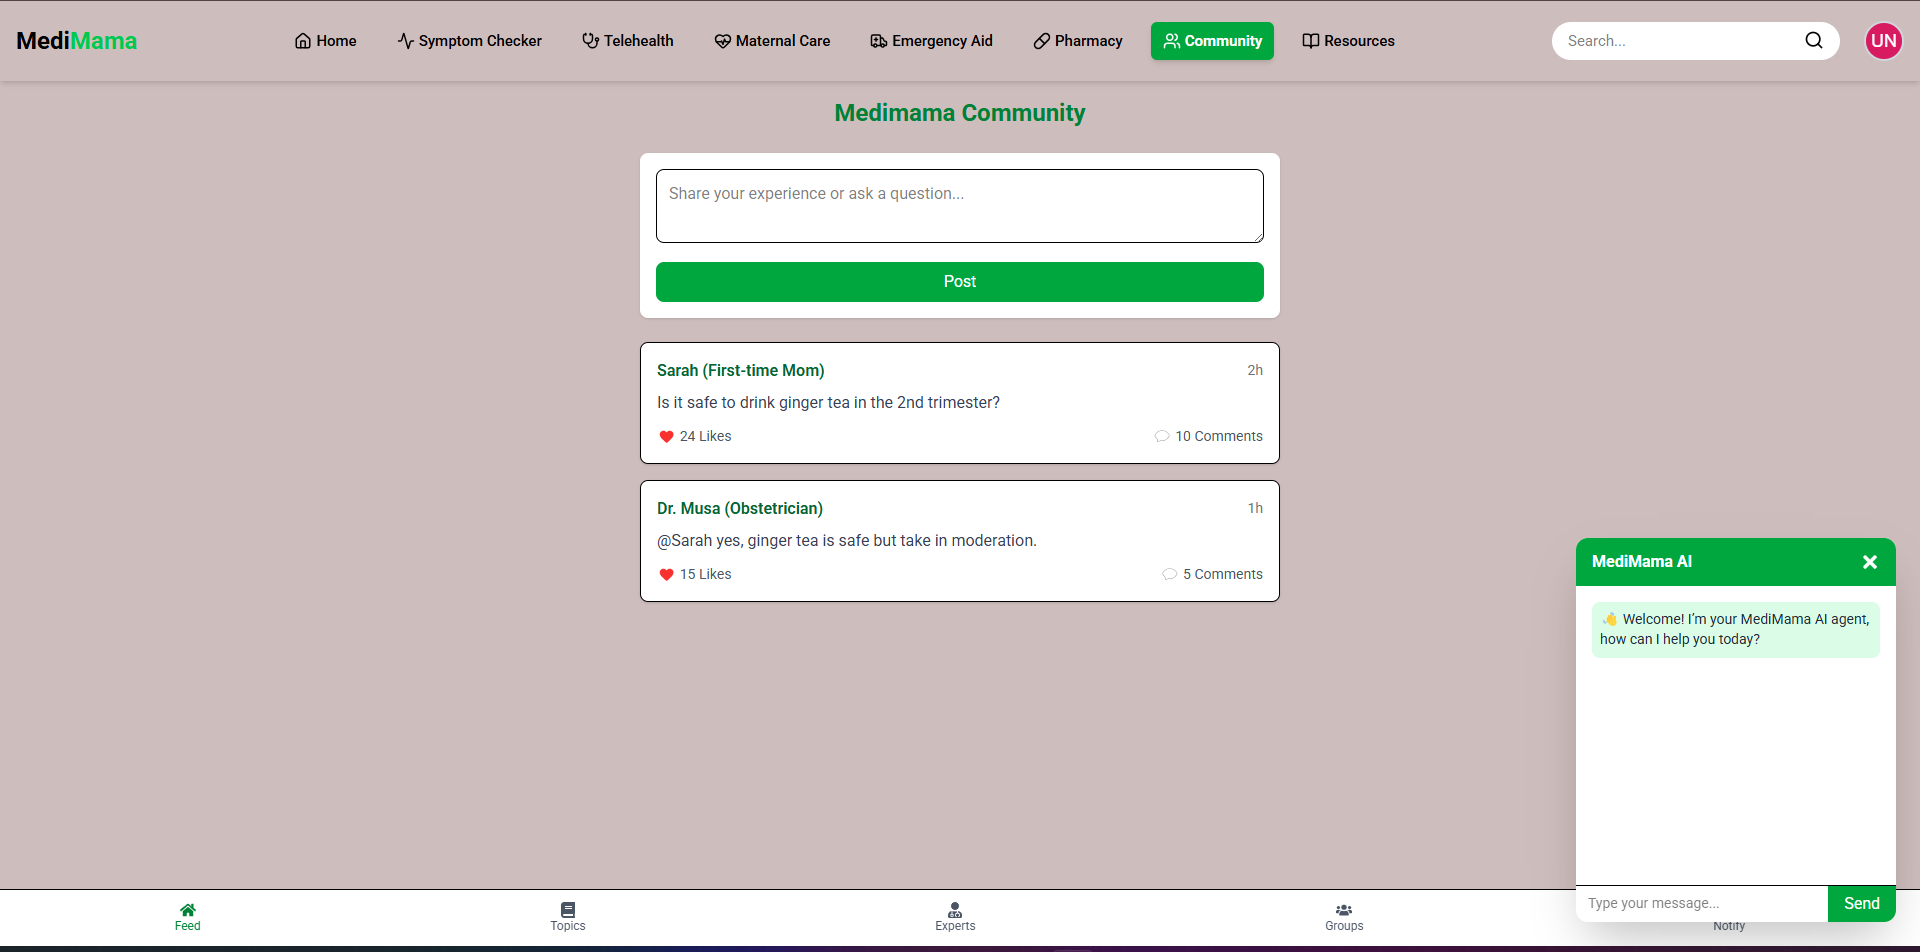 MediMama
Home
Symptom Checker
Telehealth
Maternal Care
Emergency Aid
Pharmacy
Community
Resources
Search...
UN
Medimama Community
Share your experience or ask a question...
Post
Sarah (First-time Mom)
2h
Is it safe to drink ginger tea in the 2nd trimester?
24 Likes
10 Comments
Dr. Musa (Obstetrician)
1h
@Sarah yes, ginger tea is safe but take in moderation.
15 Likes
5 Comments
MediMama AI
👋 Welcome! I’m your MediMama AI agent,
how can I help you today?
Type your message...
Send
Feed
Topics
Experts
Groups
Notify